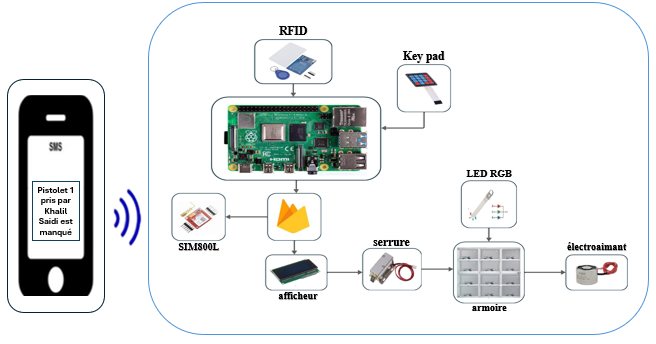 RFID
Key pad
SMS
Pistolet 1
pris par
Khalil
Saidi est
manqué
HDMI
LED RGB
SIM800L
serrure
électroaimant
afficheur
armoire